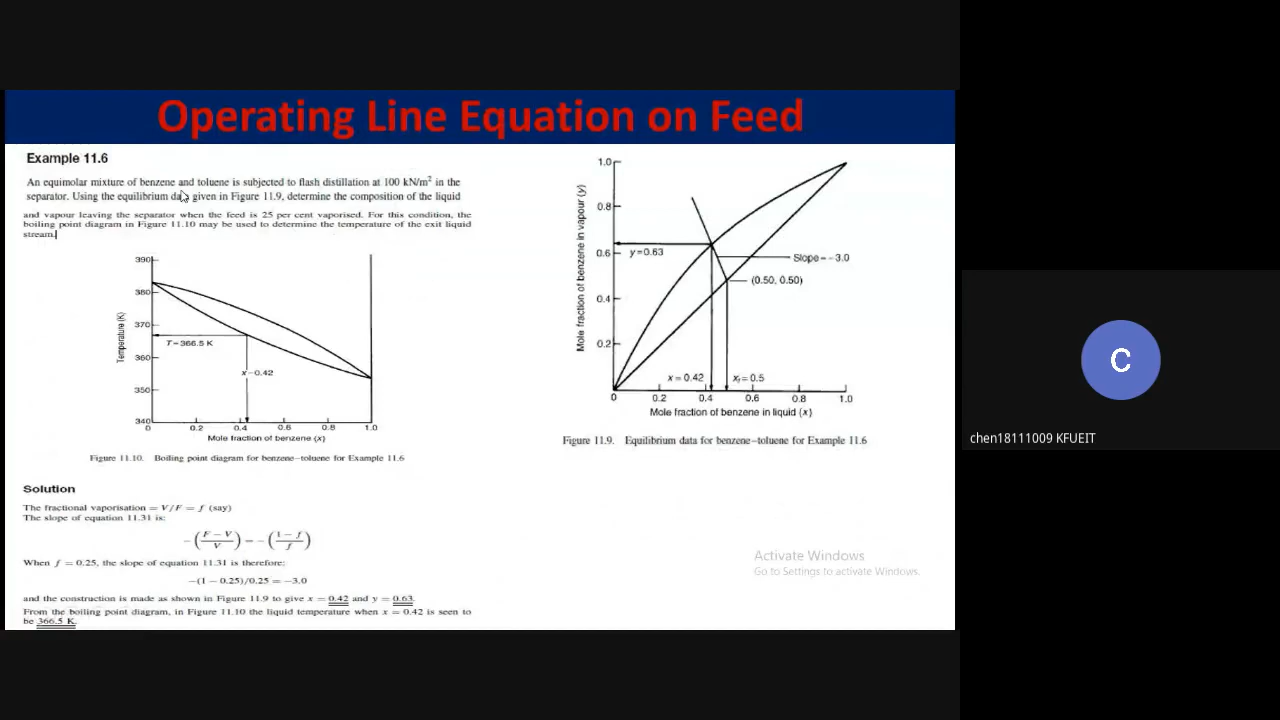 Operating Line Equation on Feed
Example 11.6
An equimolar mixture of benzene and toluene is subjected to flash distillation at 100 kN/m² in the
separator. Using the equilibrium data given in Figure 11.9, determine the composition of the liquid
and vapour leaving the separator when the feed is 25 per cent vaporised. For this condition, the
boiling point diagram in Figure 11.10 may be used to determine the temperature of the exit liquid
stream.
390
380
370
360
350
340
Temperature (K)
T=366.5 K
x=0.42
0 0.2 0.4 0.6 0.8 1.0
Mole fraction of benzene (x)
Figure 11.10. Boiling point diagram for benzene–toluene for Example 11.6
Solution
The fractional vaporisation = V/F = f (say)
The slope of equation 11.31 is:
−((F − V)/V) = −((1 − f)/f)
When f = 0.25, the slope of equation 11.31 is therefore:
−(1 − 0.25)/0.25 = −3.0
and the construction is made as shown in Figure 11.9 to give x = 0.42 and y = 0.63.
From the boiling point diagram, in Figure 11.10 the liquid temperature when x = 0.42 is seen to
be 366.5 K.
1.0
0.8
0.6
0.4
0.2
Mole fraction of benzene in vapour (y)
y=0.63
Slope=−3.0
(0.50, 0.50)
x=0.42
xf=0.5
0 0.2 0.4 0.6 0.8 1.0
Mole fraction of benzene in liquid (x)
Figure 11.9. Equilibrium data for benzene–toluene for Example 11.6
Activate Windows
Go to Settings to activate Windows.
C
chen18111009 KFUEIT